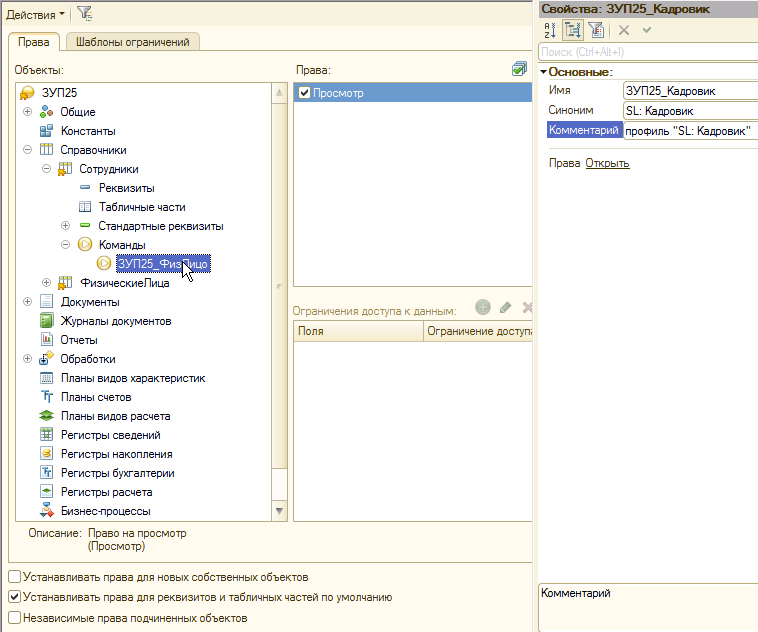 Действия
Права
Шаблоны ограничений
Объекты:
ЗУП25
Общие
Константы
Справочники
Сотрудники
Реквизиты
Табличные части
Стандартные реквизиты
Команды
ЗУП25_ФизЛицо
ФизическиеЛица
Документы
Журналы документов
Отчеты
Обработки
Планы видов характеристик
Планы счетов
Планы видов расчета
Регистры сведений
Регистры накопления
Регистры бухгалтерии
Регистры расчета
Бизнес-процессы
Описание: Право на просмотр
(Просмотр)
Устанавливать права для новых собственных объектов
Устанавливать права для реквизитов и табличных частей по умолчанию
Независимые права подчиненных объектов
Права:
Просмотр
Ограничения доступа к данным:
Поля
Ограничение доступа
Свойства: ЗУП25_Кадровик
Поиск (Ctrl+Alt+I)
Основные:
Имя ЗУП25_Кадровик
Синоним SL: Кадровик
Комментарий профиль "SL: Кадровик"
Права Открыть
Комментарий